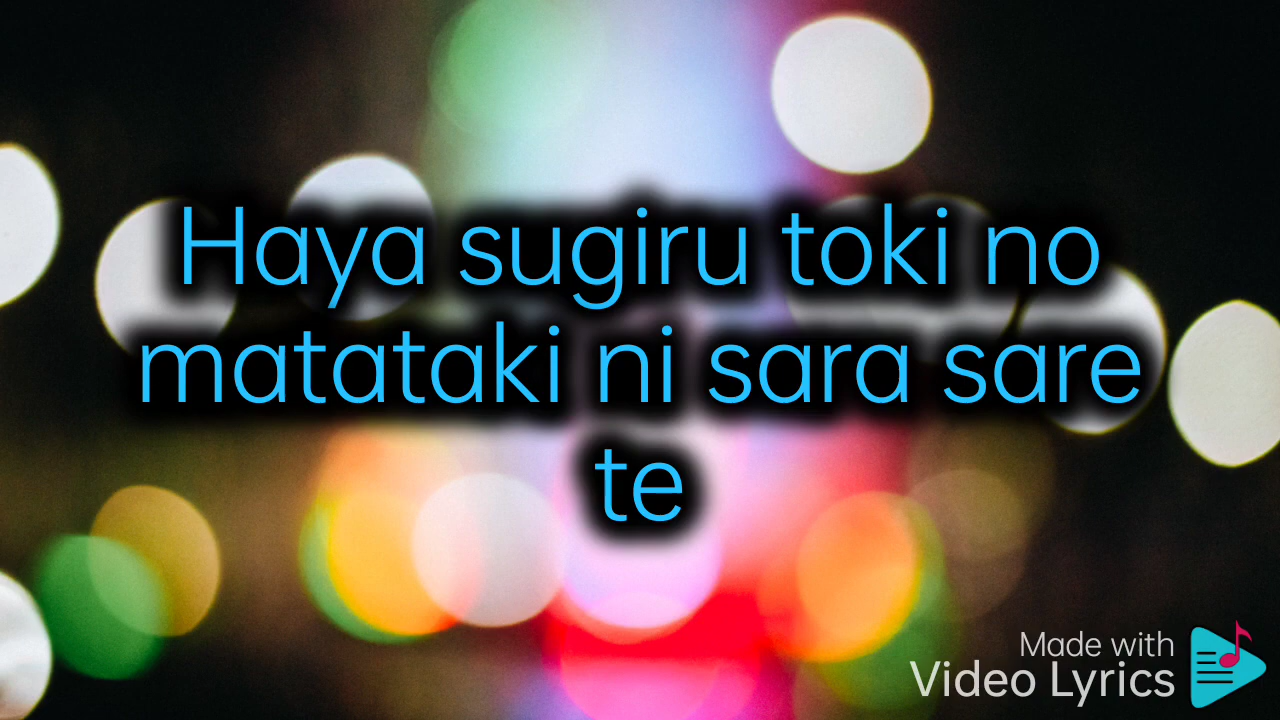 Haya sugiru toki no
matataki ni sara sare
te
Made with
Video Lyrics